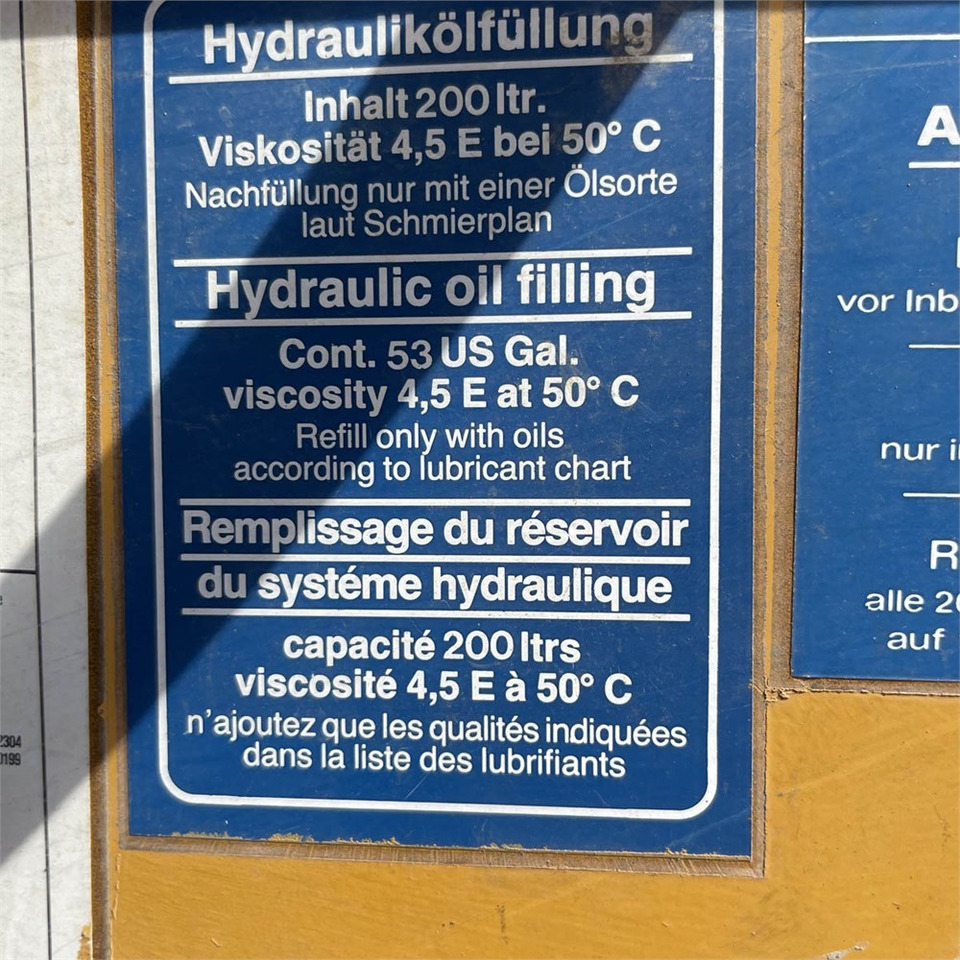 Hydraulikölfüllung
Inhalt 200 ltr.
Viskosität 4,5 E bei 50° C
Nachfüllung nur mit einer Ölsorte
laut Schmierplan
Hydraulic oil filling
Cont. 53 US Gal.
viscosity 4,5 E at 50° C
Refill only with oils
according to lubricant chart
Remplissage du réservoir
du systéme hydraulique
capacité 200 ltrs
viscosité 4,5 E à 50° C
n'ajoutez que les qualités indiquées
dans la liste des lubrifiants
A
vor Inb
nur i
R
alle 20
auf
2304
0199